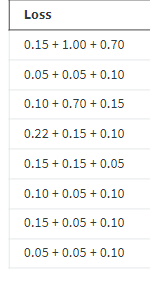 Loss
0.15 + 1.00 + 0.70
0.05 + 0.05 + 0.10
0.10 + 0.70 + 0.15
0.22 + 0.15 + 0.10
0.15 + 0.15 + 0.05
0.10 + 0.05 + 0.10
0.15 + 0.05 + 0.10
0.05 + 0.05 + 0.10